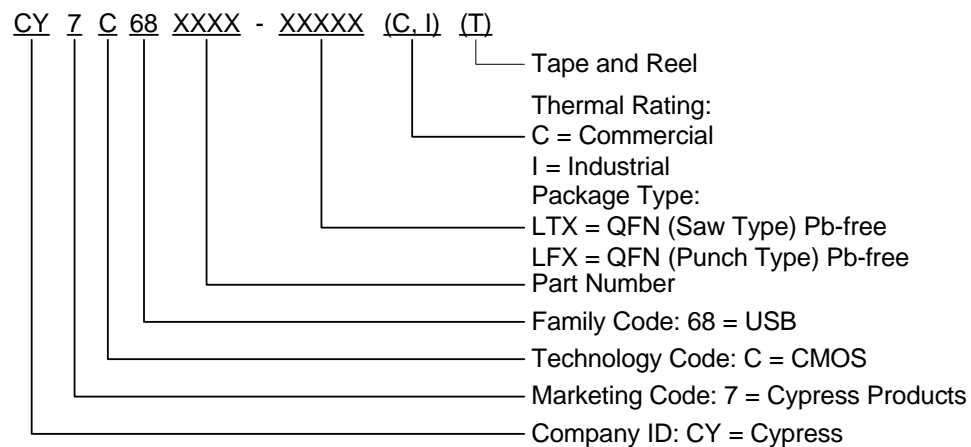 CY 7 C 68 XXXX - XXXXX (C, I) (T)
Tape and Reel
Thermal Rating:
C = Commercial
I = Industrial
Package Type:
LTX = QFN (Saw Type) Pb-free
LFX = QFN (Punch Type) Pb-free
Part Number
Family Code: 68 = USB
Technology Code: C = CMOS
Marketing Code: 7 = Cypress Products
Company ID: CY = Cypress